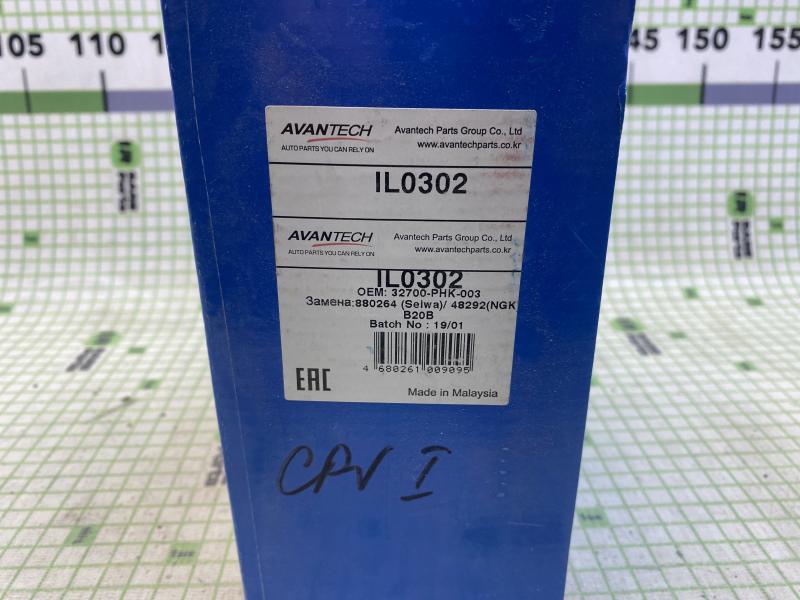 105 110 145 150 155
AVANTECH Avantech Parts Group Co., Ltd
AUTO PARTS YOU CAN RELY ON www.avantechparts.co.kr
IL0302
AVANTECH Avantech Parts Group Co., Ltd
AUTO PARTS YOU CAN RELY ON www.avantechparts.co.kr
IL0302
OEM: 32700-PHK-003
Замена:880264 (Seiwa)/ 48292(NGK
B20B
Batch No : 19/01
4 680261 009095
EAC Made in Malaysia
CRV I